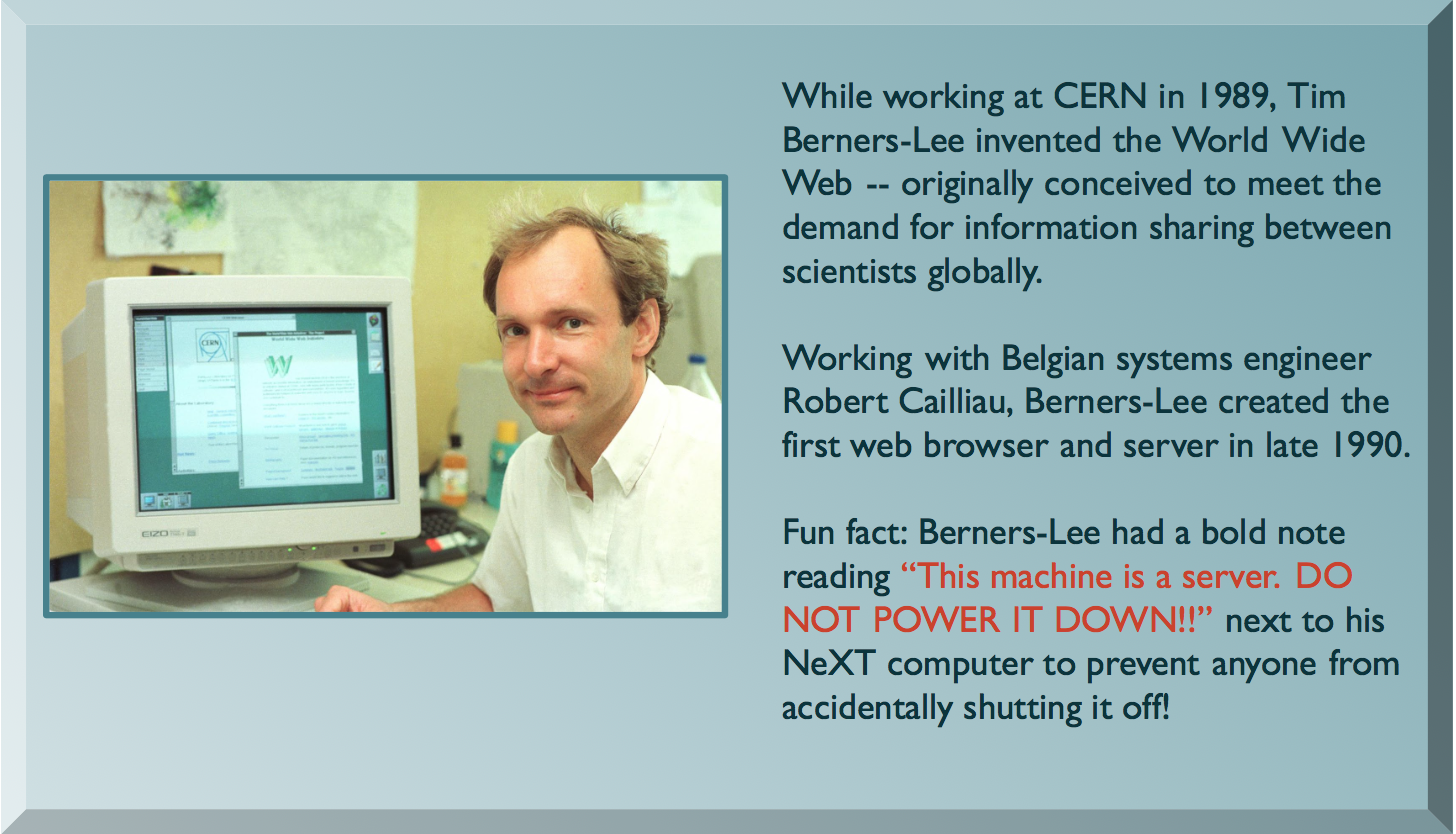 While working at CERN in 1989, Tim
Berners-Lee invented the World Wide
Web -- originally conceived to meet the
demand for information sharing between
scientists globally.
Working with Belgian systems engineer
Robert Cailliau, Berners-Lee created the
first web browser and server in late 1990.
Fun fact: Berners-Lee had a bold note
reading “This machine is a server. DO
NOT POWER IT DOWN!!” next to his
NeXT computer to prevent anyone from
accidentally shutting it off!
CERN
W
EIZO